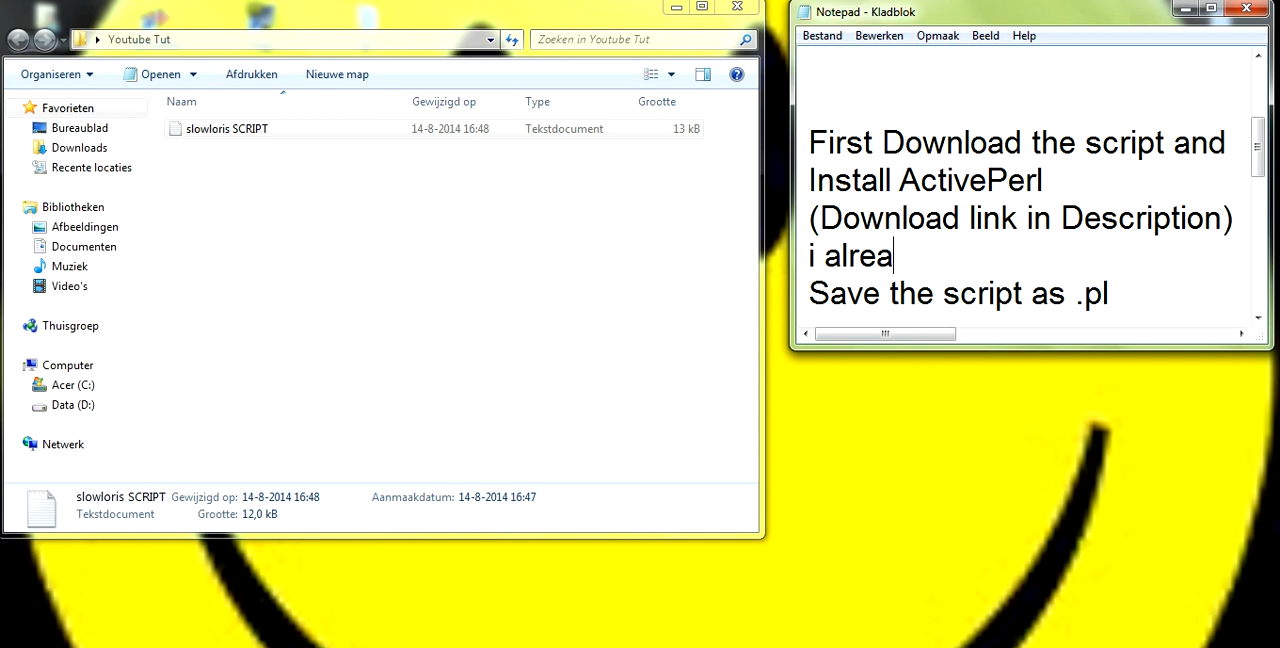 Youtube Tut
Zoeken in Youtube Tut
Organiseren
Openen
Afdrukken
Nieuwe map
Favorieten
Bureaublad
Downloads
Recente locaties
Bibliotheken
Afbeeldingen
Documenten
Muziek
Video's
Thuisgroep
Computer
Acer (C:)
Data (D:)
Netwerk
Naam
Gewijzigd op
Type
Grootte
slowloris SCRIPT
14-8-2014 16:48
Tekstdocument
13 kB
slowloris SCRIPT Gewijzigd op: 14-8-2014 16:48 Aanmaakdatum: 14-8-2014 16:47
Tekstdocument Grootte: 12,0 kB
Notepad - Kladblok
Bestand Bewerken Opmaak Beeld Help
First Download the script and
Install ActivePerl
(Download link in Description)
i alrea
Save the script as .pl